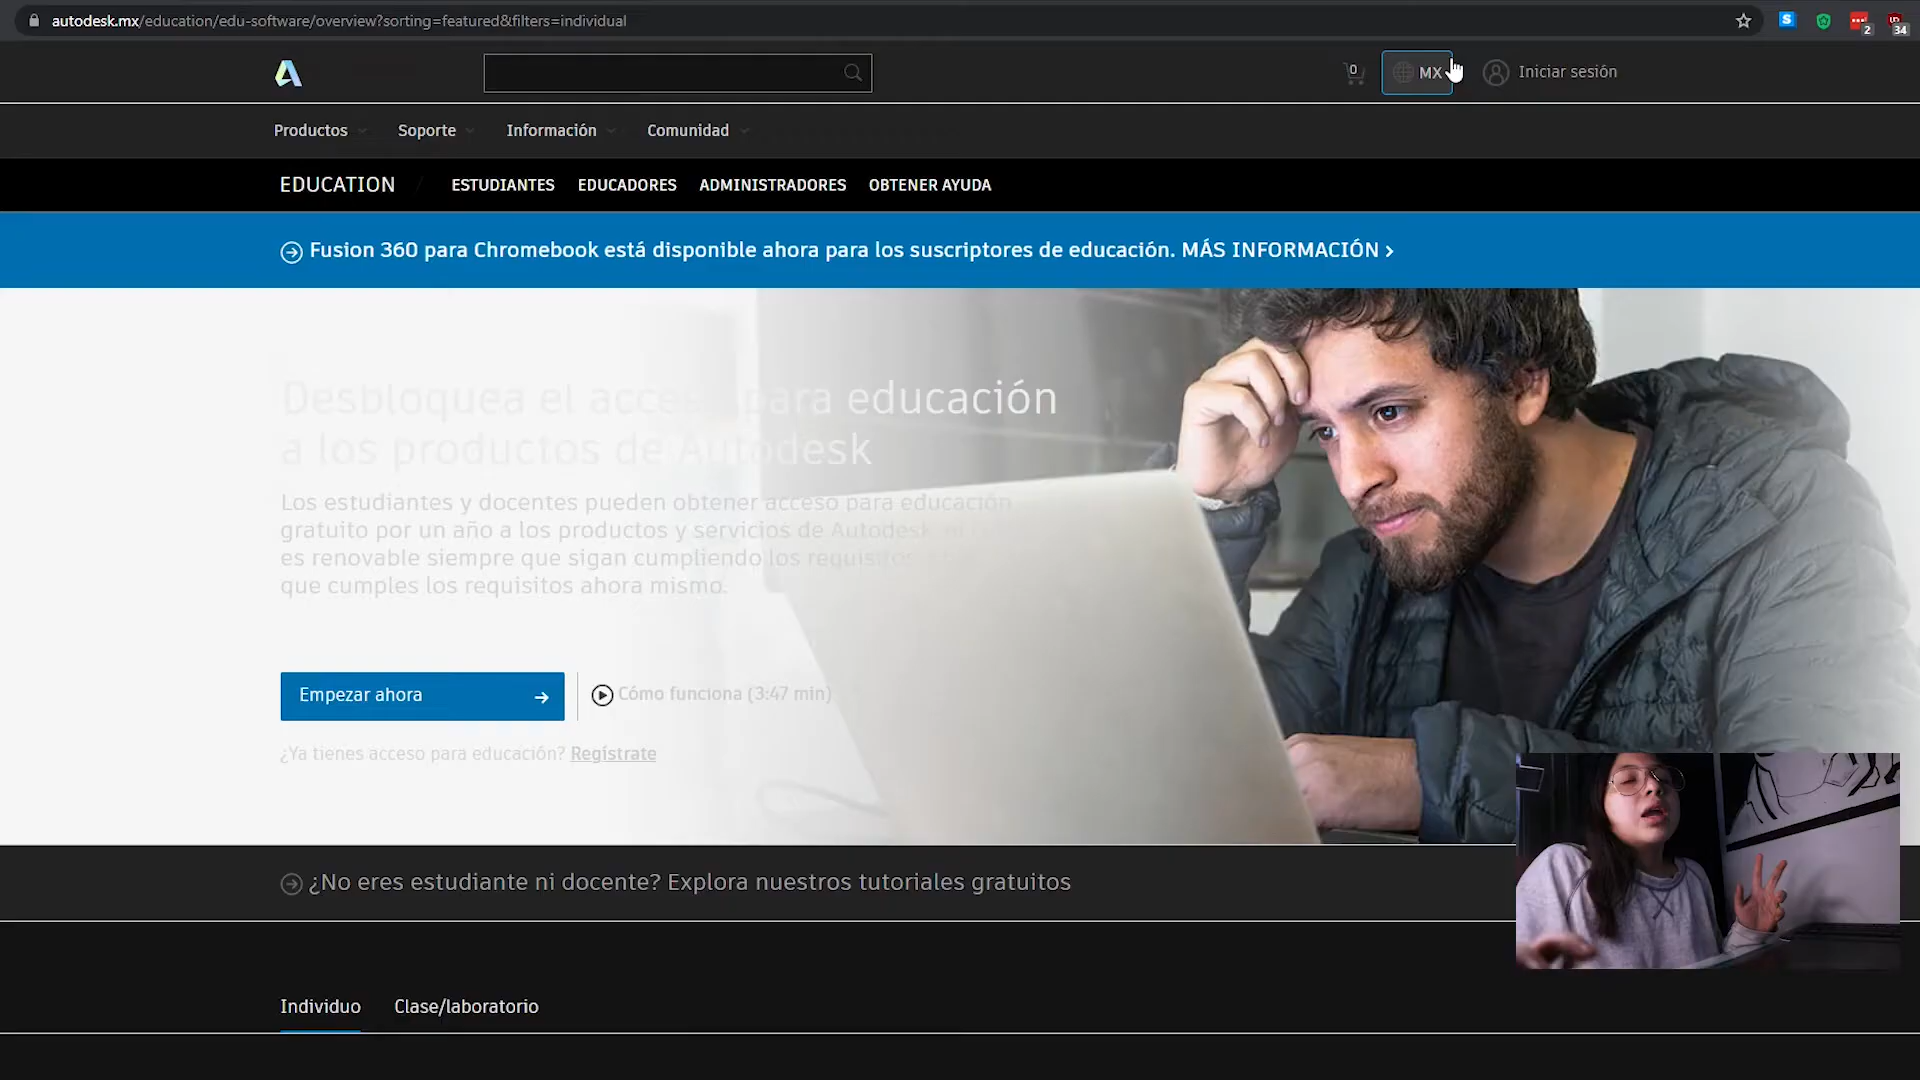 autodesk.mx/education/edu-software/overview?sorting=featured&filters=individual
S
2
34
0
MX
Iniciar sesión
Productos
Soporte
Información
Comunidad
EDUCATION
ESTUDIANTES
EDUCADORES
ADMINISTRADORES
OBTENER AYUDA
Fusion 360 para Chromebook está disponible ahora para los suscriptores de educación. MÁS INFORMACIÓN >
Desbloquea el acceso para educación
a los productos de Autodesk
Los estudiantes y docentes pueden obtener acceso para educación
gratuito por un año a los productos y servicios de Autodesk, el
es renovable siempre que sigan cumpliendo los requisitos.
que cumples los requisitos ahora mismo.
Empezar ahora
Cómo funciona (3:47 min)
¿Ya tienes acceso para educación? Regístrate
¿No eres estudiante ni docente? Explora nuestros tutoriales gratuitos
Individuo
Clase/laboratorio